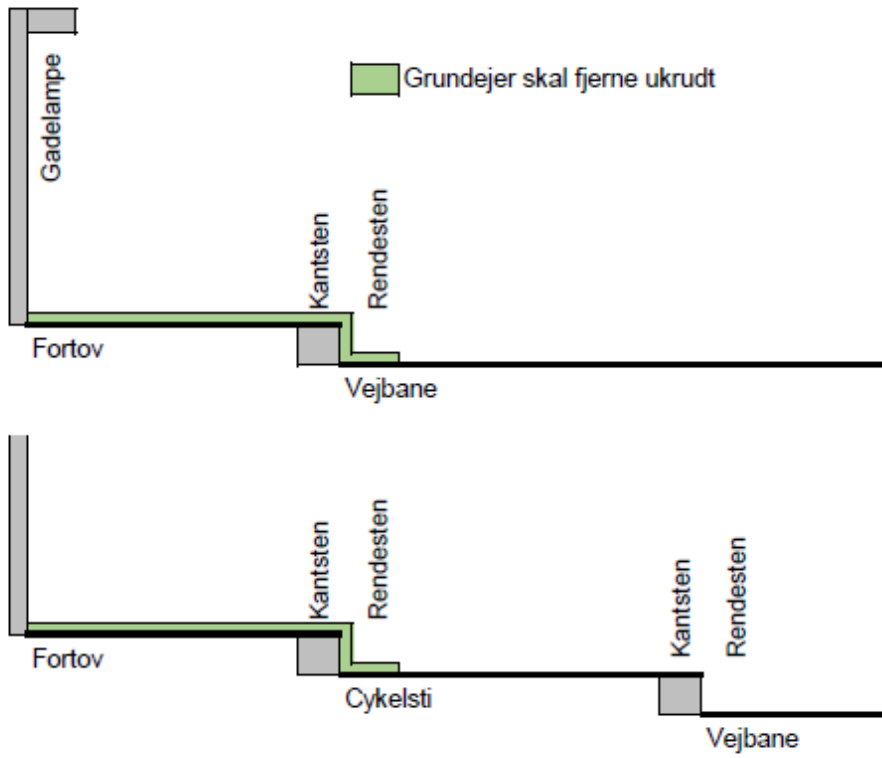 Gadelampe
Grundejer skal fjerne ukrudt
Kantsten
Rendesten
Fortov
Vejbane
Kantsten
Rendesten
Kantsten
Rendesten
Fortov
Cykelsti
Vejbane